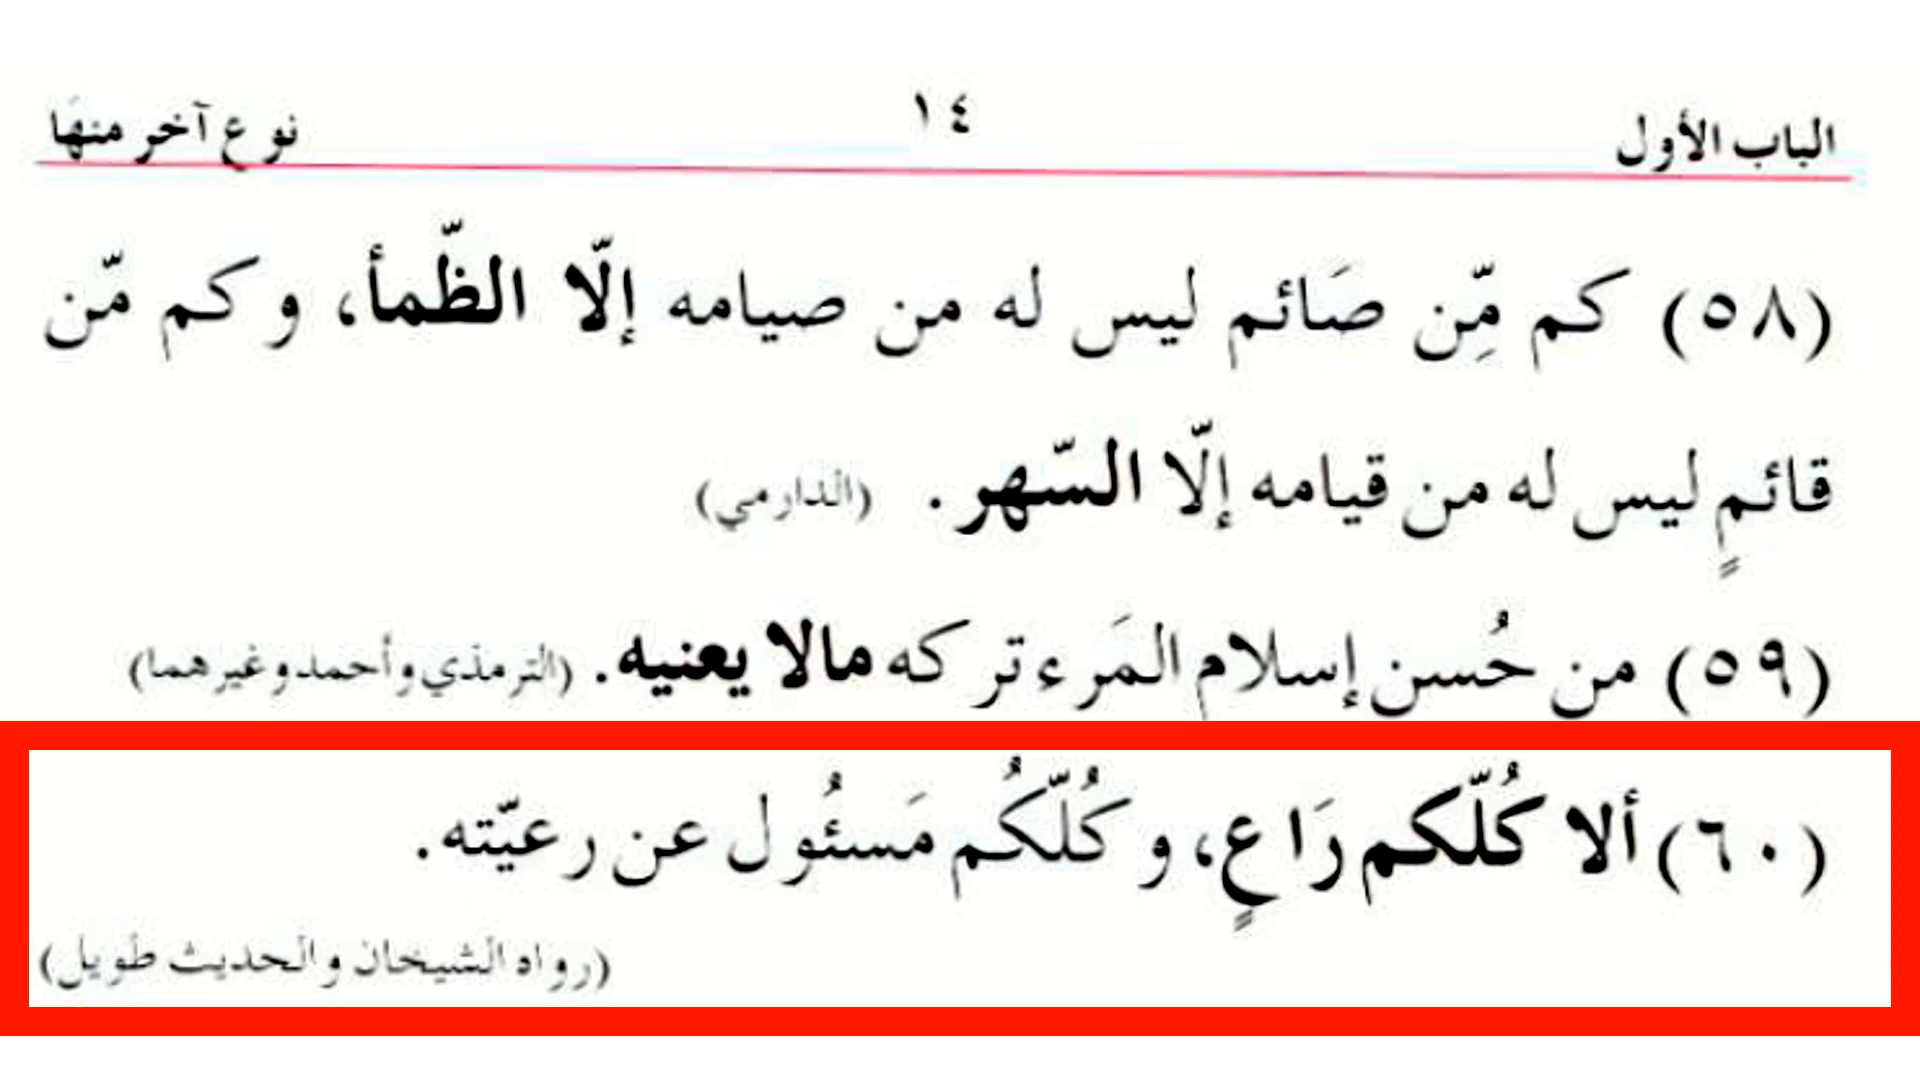 الباب الأول ١٤ نوع آخر منهَا
(٥٨) كم مِّن صَائم ليس له من صيامه إلّا الظّمأ، وكم مّن
قائمٍ ليس له من قيامه إلّا السّهر. (الدارمي)
(٥٩) من حُسن إسلام المَرء تركه مالا يعنيه. (الترمذي وأحمد وغيرهما)
(٦٠) ألا كُلّكم رَاعٍ، وكُلّكُم مَسئُول عن رعيّته.
(رواه الشيخان والحديث طويل)